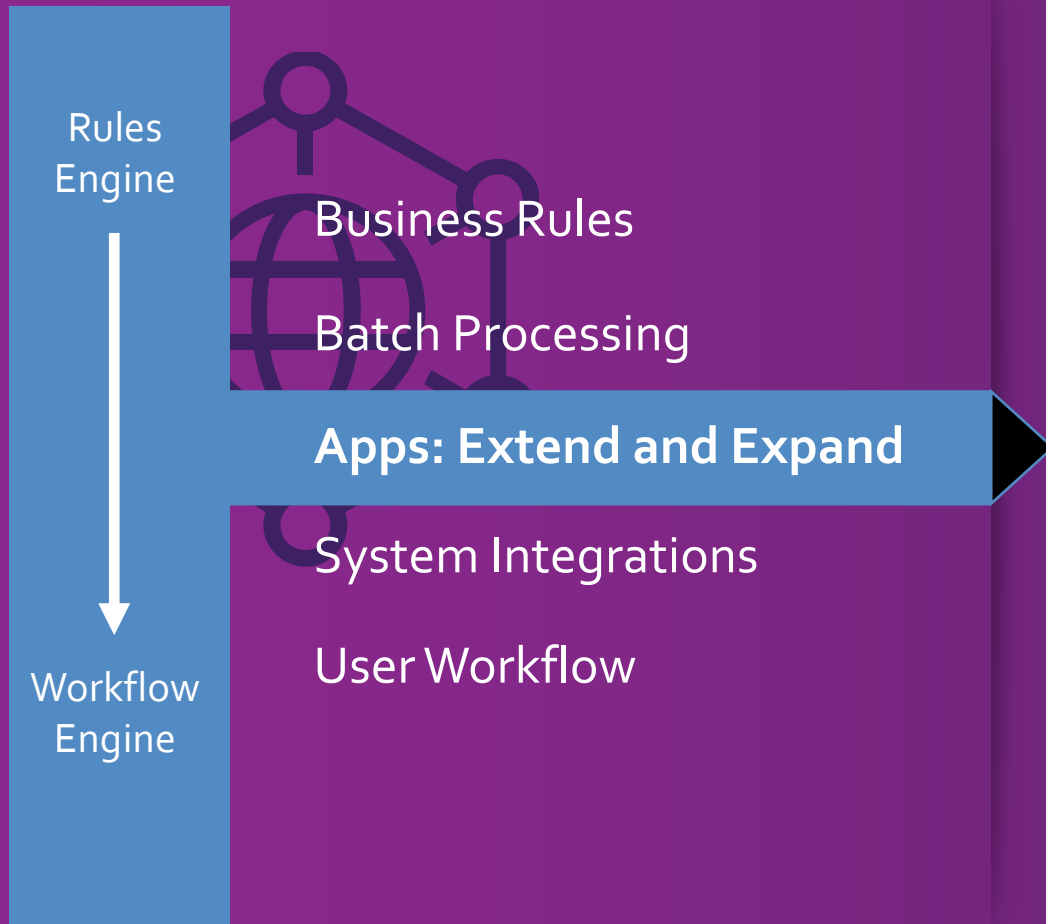 Rules
Engine
Workflow
Engine
Business Rules
Batch Processing
Apps: Extend and Expand
System Integrations
User Workflow